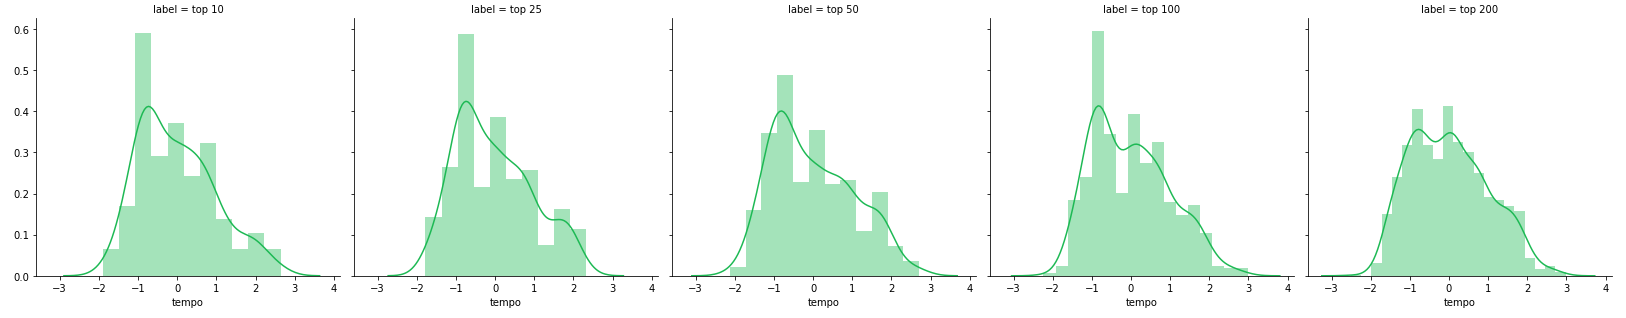 label = top 10
label = top 25
label = top 50
label = top 100
label = top 200
0.6
0.5
0.4
0.3
0.2
0.1
0.0
−3 −2 −1 0 1 2 3 4
−3 −2 −1 0 1 2 3 4
−3 −2 −1 0 1 2 3 4
−3 −2 −1 0 1 2 3 4
−3 −2 −1 0 1 2 3 4
tempo
tempo
tempo
tempo
tempo